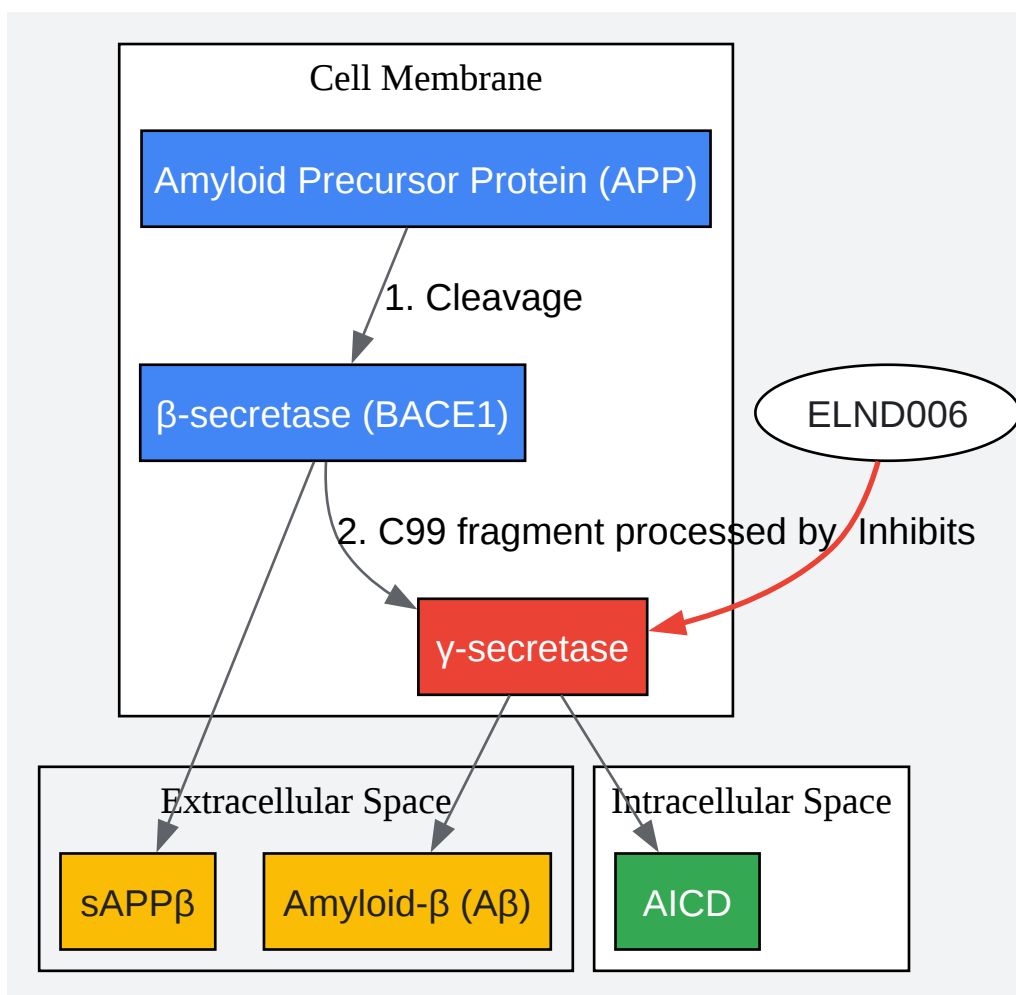 Cell Membrane
Amyloid Precursor Protein (APP)
1. Cleavage
β-secretase (BACE1)
ELND006
2. C99 fragment processed by
Inhibits
γ-secretase
Extracellular Space
Intracellular Space
sAPPβ
Amyloid-β (Aβ)
AICD